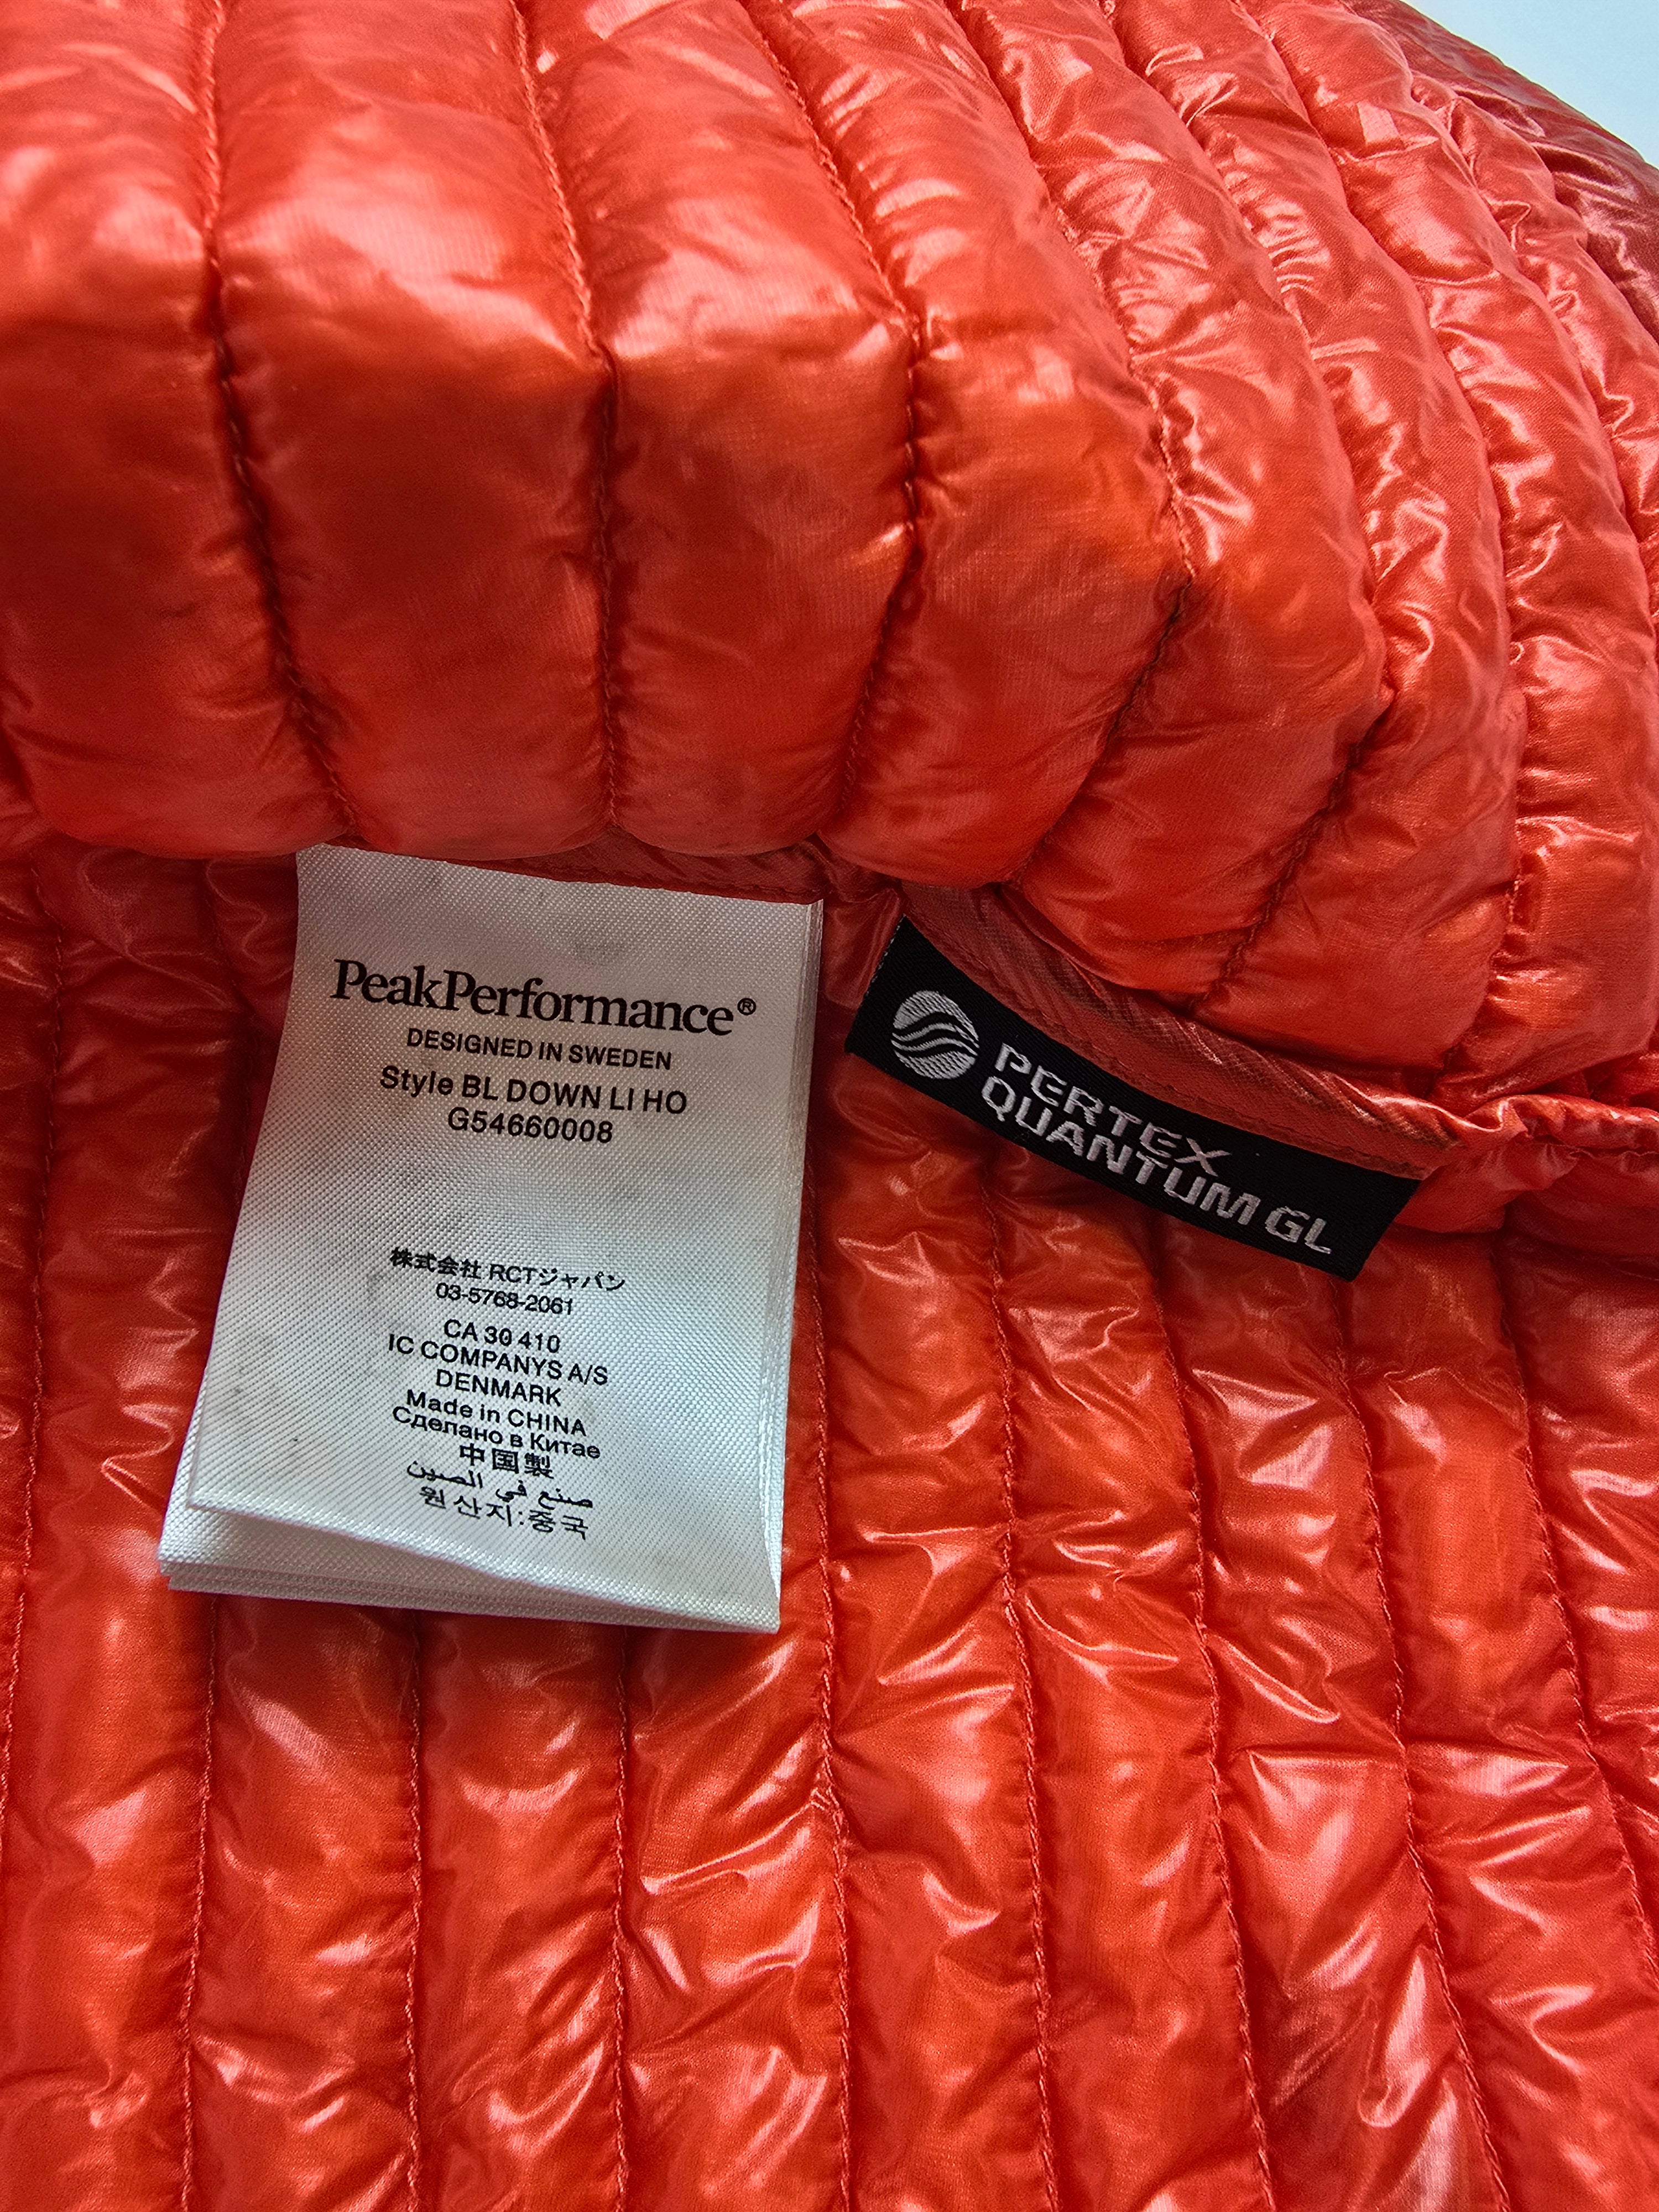 PeakPerformance®
DESIGNED IN SWEDEN
Style BL DOWN LI HO
G54660008
株式会社 RCTジャパン
03-5768-2061
CA 30 410
IC COMPANYS A/S
DENMARK
Made in CHINA
Сделано в Китае
中国製
صنع في الصين
원산지:중국
PERTEX
QUANTUM GL